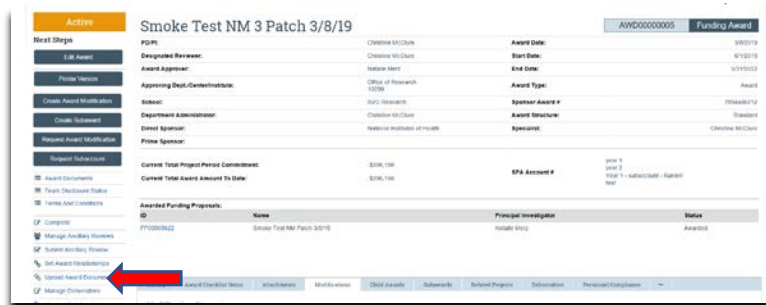 Active
Smoke Test NM 3 Patch 3/8/19
AWD00000005 Funding Award
Next Steps
Edit Award
Printer Version
Create Award Modification
Create Subaward
Request Award Modification
Request Subaccount
Award Documents
Team Disclosure Status
Terms And Conditions
Complete
Manage Ancillary Reviews
Submit Ancillary Review
Set Award Relationships
Upload Award Documen
Manage Deliverables
PD/PI: Christine McClure Award Date:
Designated Reviewer: Christine McClure Start Date:
Award Approver: Natalie Merz End Date:
Approving Dept./Center/Institute: Office of Research Award Type: Award
School: Research Sponsor Award #
Department Administrator: Christine McClure Award Structure: Standard
Direct Sponsor: National Institutes of Health Specialist: Christine McClure
Prime Sponsor:
Current Total Project Period Commitment:
Current Total Award Amount To Date:
SPA Account #
year 1
year 2
Year 1 - subaccount -
test
Awarded Funding Proposals:
ID Name Principal Investigator Status
Smoke Test NM Patch 3/8/19 Natalie Merz Awarded
Award Checklist Items Attachments Modifications Child Awards Subawards Related Projects Deliverables Personnel Compliance